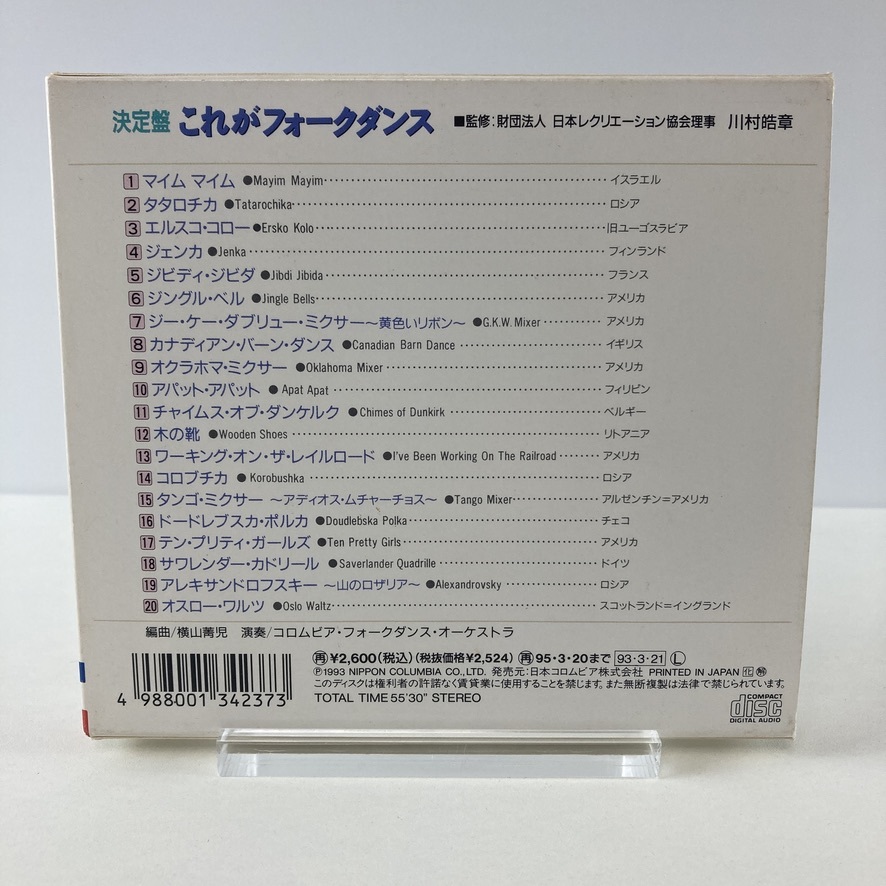 決定盤 これがフォークダンス ■監修:財団法人 日本レクリエーション協会理事 川村皓章
1 マイム マイム ●Mayim Mayim イスラエル
2 タタロチカ ●Tatarochika ロシア
3 エルスコ・コロー ●Ersko Kolo 旧ユーゴスラビア
4 ジェンカ ●Jenka フィンランド
5 ジビディ・ジビダ ●Jibdi Jibida フランス
6 ジングル・ベル ●Jingle Bells アメリカ
7 ジー・ケー・ダブリュー・ミクサー〜黄色いリボン〜 ●G.K.W. Mixer アメリカ
8 カナディアン・バーン・ダンス ●Canadian Barn Dance イギリス
9 オクラホマ・ミクサー ●Oklahoma Mixer アメリカ
10 アパット・アパット ●Apat Apat フィリピン
11 チャイムス・オブ・ダンケルク ●Chimes of Dunkirk ベルギー
12 木の靴 ●Wooden Shoes リトアニア
13 ワーキング・オン・ザ・レイルロード ●I've Been Working On The Railroad アメリカ
14 コロブチカ ●Korobushka ロシア
15 タンゴ・ミクサー 〜アディオス・ムチャーチョス〜 ●Tango Mixer アルゼンチン=アメリカ
16 ドードレブスカ・ポルカ ●Doudlebska Polka チェコ
17 テン・プリティ・ガールズ ●Ten Pretty Girls アメリカ
18 サワレンダー・カドリール ●Saverlander Quadrille ドイツ
19 アレキサンドロフスキー 〜山のロザリア〜 ●Alexandrovsky ロシア
20 オスロー・ワルツ ●Oslo Waltz スコットランド=イングランド
編曲/横山菁児 演奏/コロムビア・フォークダンス・オーケストラ
再¥2,600(税込)(税抜価格¥2,524) 再95・3・20まで 93・3・21 L
Ⓟ1993 NIPPON COLUMBIA CO.,LTD. 発売元:日本コロムビア株式会社 PRINTED IN JAPAN
このディスクは権利者の許諾なく賃貸業に使用することを禁じます。また無断複製は法律で禁じられています。
TOTAL TIME 55'30" STEREO
4 988001 342373
COMPACT disc DIGITAL AUDIO